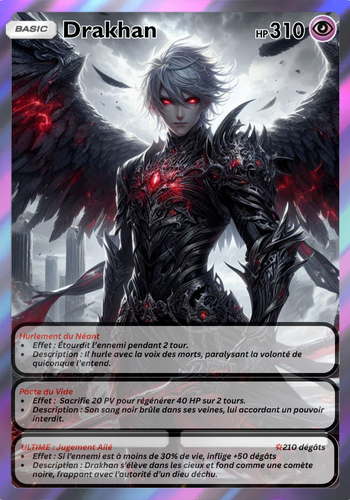 BASIC Drakhan HP 310
Hurlement du Néant
• Effet : Étourdit l'ennemi pendant 2 tour.
• Description : Il hurle avec la voix des morts, paralysant la volonté de
quiconque l'entend.
Pacte du Vide
• Effet : Sacrifie 20 PV pour régénérer 40 HP sur 2 tours.
• Description : Son sang noir brûle dans ses veines, lui accordant un pouvoir
interdit.
ULTIME : Jugement Ailé ☆210 dégâts
• Effet : Si l'ennemi est à moins de 30% de vie, inflige +50 dégâts
• Description : Drakhan s'élève dans les cieux et fond comme une comète
noire, frappant avec l'autorité d'un dieu déchu.